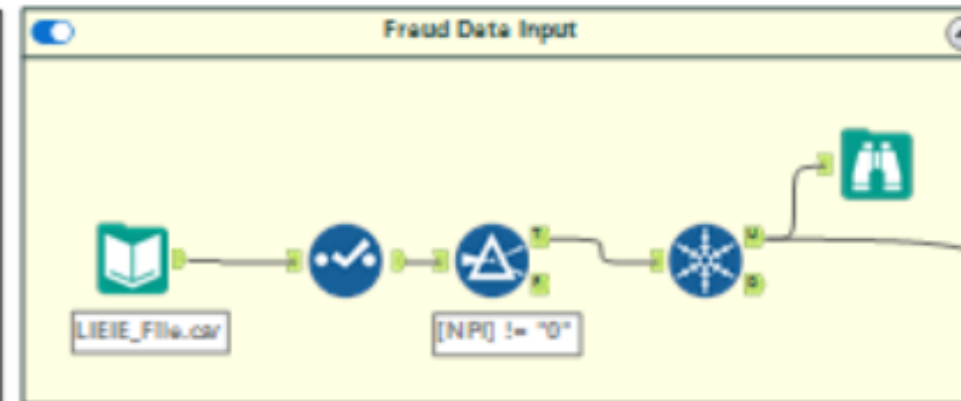 Fraud Data Input
T
F
U
D
LIEIE_File.csv
[NPI] != "0"